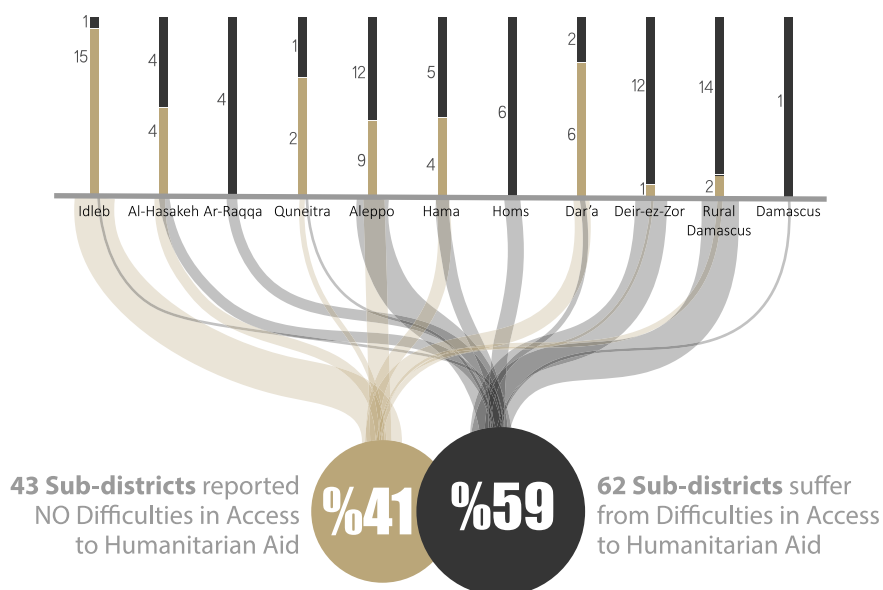 1
15
4
4
4
1
2
12
9
5
4
6
2
6
12
1
14
2
1
Idleb
Al-Hasakeh
Ar-Raqqa
Quneitra
Aleppo
Hama
Homs
Dar'a
Deir-ez-Zor
Rural
Damascus
Damascus
43 Sub-districts reported
NO Difficulties in Access
to Humanitarian Aid
%41
%59
62 Sub-districts suffer
from Difficulties in Access
to Humanitarian Aid